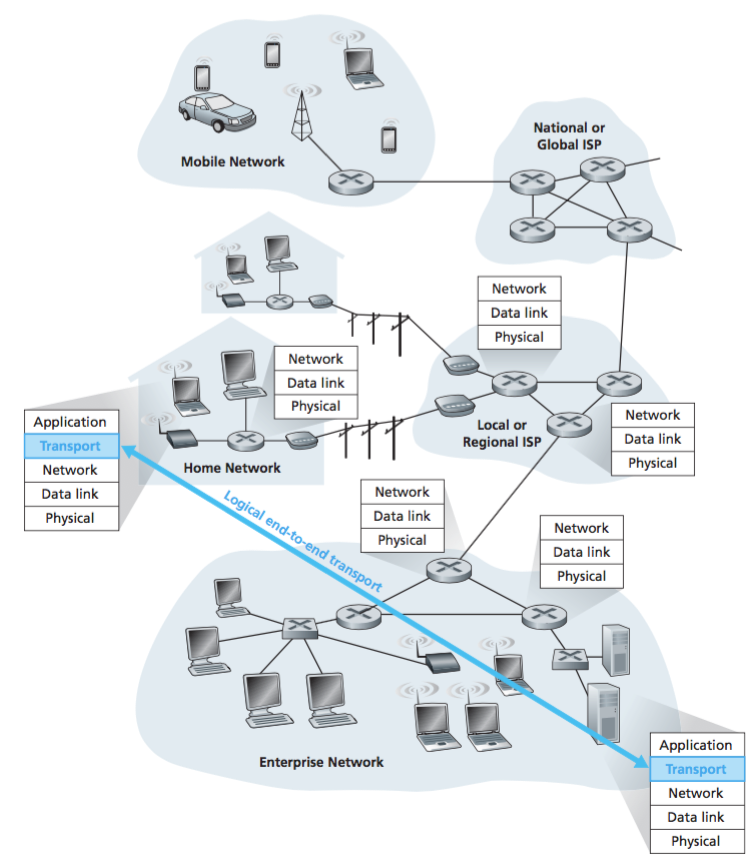 Mobile Network
National or
Global ISP
Network
Data link
Physical
Network
Data link
Physical
Application
Transport
Network
Data link
Physical
Home Network
Local or
Regional ISP
Network
Data link
Physical
Logical end-to-end transport
Network
Data link
Physical
Network
Data link
Physical
Enterprise Network
Application
Transport
Network
Data link
Physical